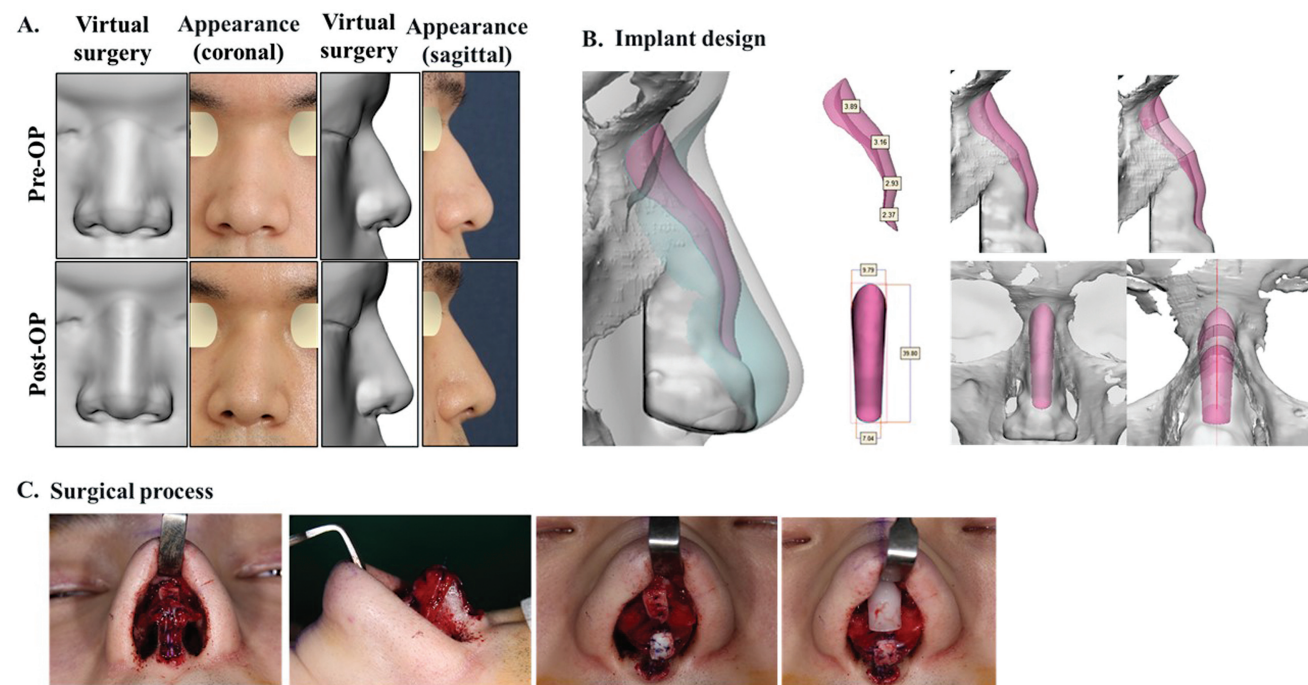 A.
Virtual
surgery
Appearance
(coronal)
Virtual
surgery
Appearance
(sagittal)
Pre-OP
Post-OP
B. Implant design
3.89
3.16
2.93
2.37
9.79
39.80
7.04
C. Surgical process